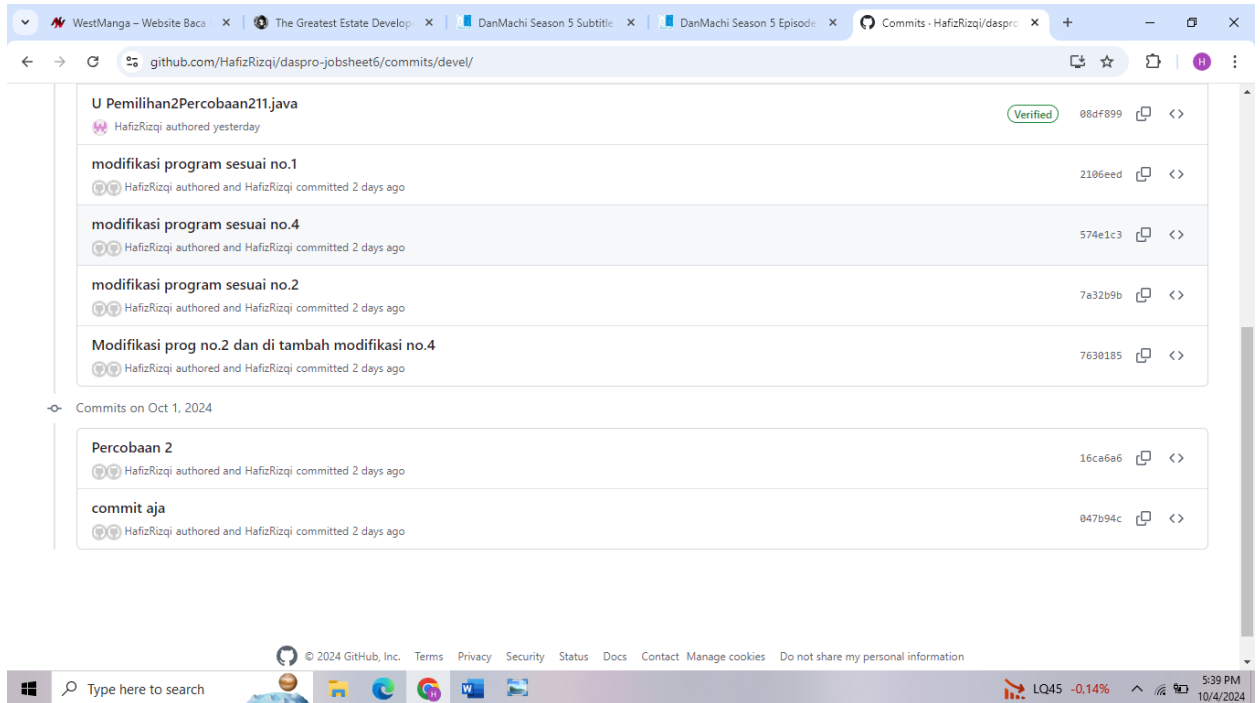 WestManga – Website Baca
The Greatest Estate Develop
DanMachi Season 5 Subtitle
DanMachi Season 5 Episode
Commits · HafizRizqi/daspro
github.com/HafizRizqi/daspro-jobsheet6/commits/devel/
H
U Pemilihan2Percobaan211.java
HafizRizqi authored yesterday
Verified
08df899
modifikasi program sesuai no.1
HafizRizqi authored and HafizRizqi committed 2 days ago
2106eed
modifikasi program sesuai no.4
HafizRizqi authored and HafizRizqi committed 2 days ago
574e1c3
modifikasi program sesuai no.2
HafizRizqi authored and HafizRizqi committed 2 days ago
7a32b9b
Modifikasi prog no.2 dan di tambah modifikasi no.4
HafizRizqi authored and HafizRizqi committed 2 days ago
7630185
Commits on Oct 1, 2024
Percobaan 2
HafizRizqi authored and HafizRizqi committed 2 days ago
16ca6a6
commit aja
HafizRizqi authored and HafizRizqi committed 2 days ago
047b94c
© 2024 GitHub, Inc. Terms Privacy Security Status Docs Contact Manage cookies Do not share my personal information
Type here to search
LQ45 -0,14%
5:39 PM
10/4/2024